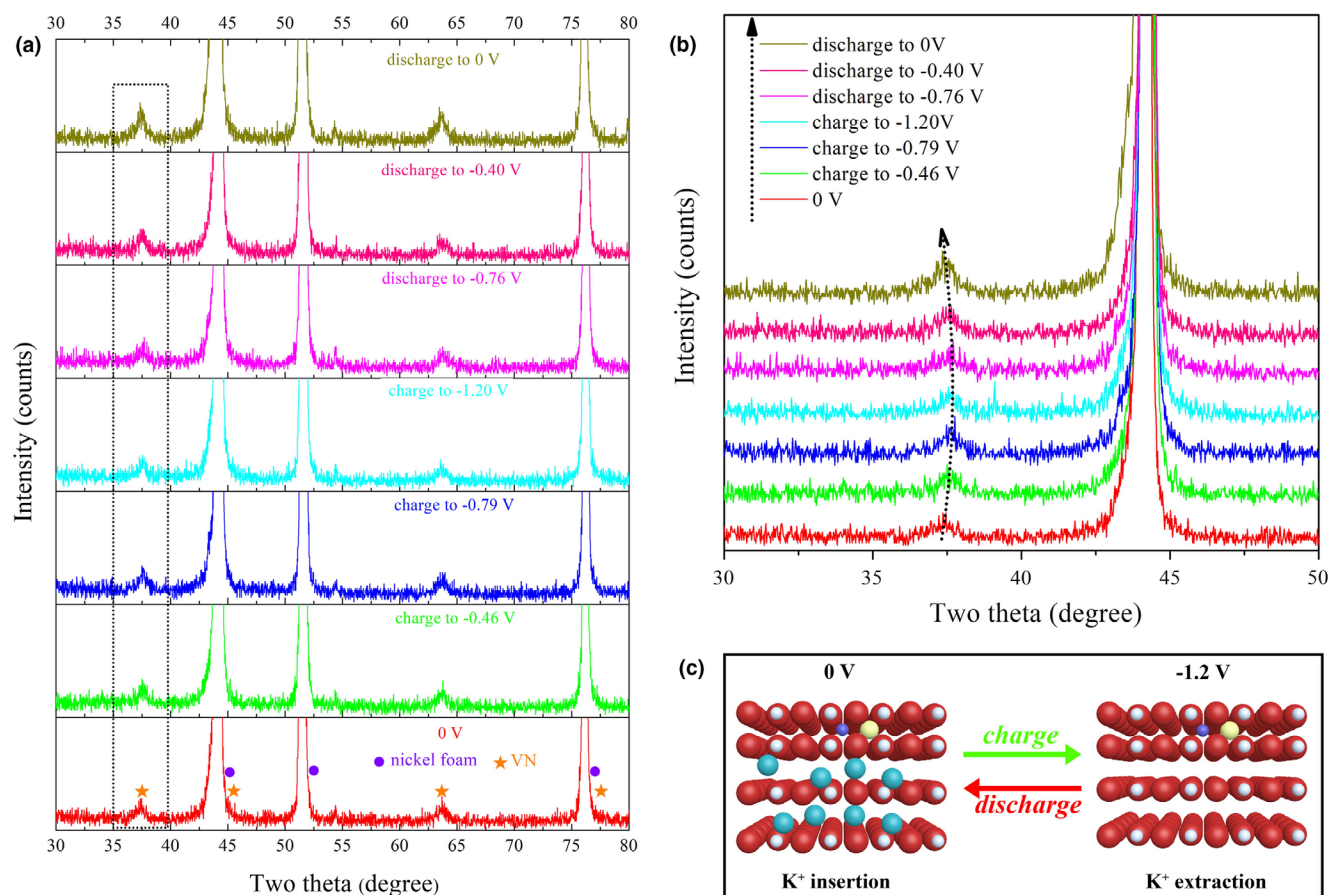 (a)
30 35 40 45 50 55 60 65 70 75 80
discharge to 0 V
discharge to -0.40 V
discharge to -0.76 V
charge to -1.20 V
charge to -0.79 V
charge to -0.46 V
0 V
nickel foam
VN
Intensity (counts)
30 35 40 45 50 55 60 65 70 75 80
Two theta (degree)
(b)
discharge to 0V
discharge to -0.40 V
discharge to -0.76 V
charge to -1.20V
charge to -0.79 V
charge to -0.46 V
0 V
Intensity (counts)
30 35 40 45 50
Two theta (degree)
(c)
0 V
-1.2 V
charge
discharge
K⁺ insertion
K⁺ extraction